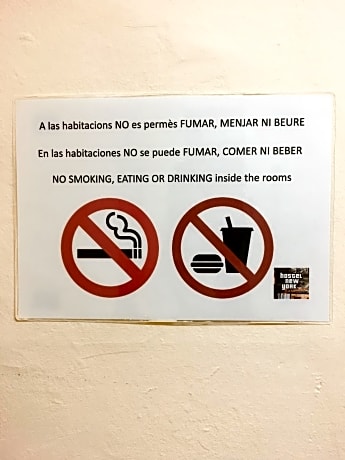 A las habitacions NO es permès FUMAR, MENJAR NI BEURE
En las habitaciones NO se puede FUMAR, COMER NI BEBER
NO SMOKING, EATING OR DRINKING inside the rooms
hostel
new
york